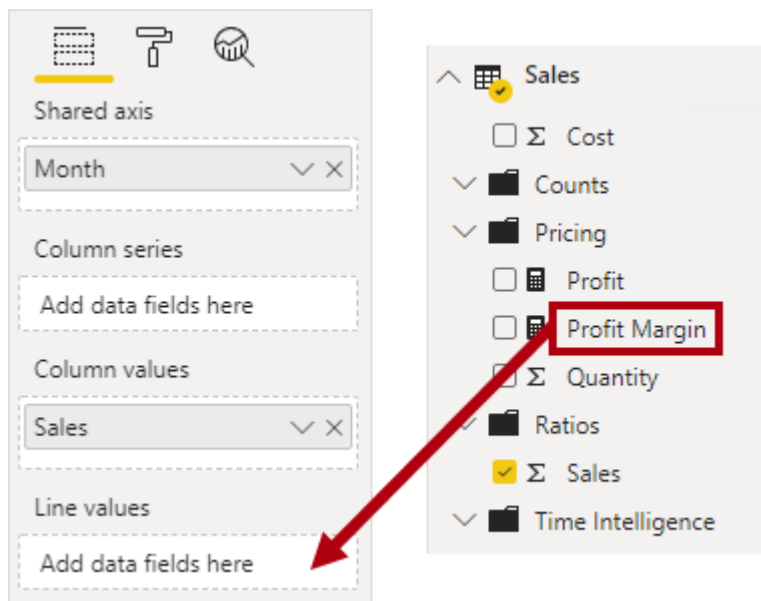 Shared axis
Month
Column series
Add data fields here
Column values
Sales
Line values
Add data fields here
Sales
Σ Cost
Counts
Pricing
Profit
Profit Margin
Σ Quantity
Ratios
Σ Sales
Time Intelligence